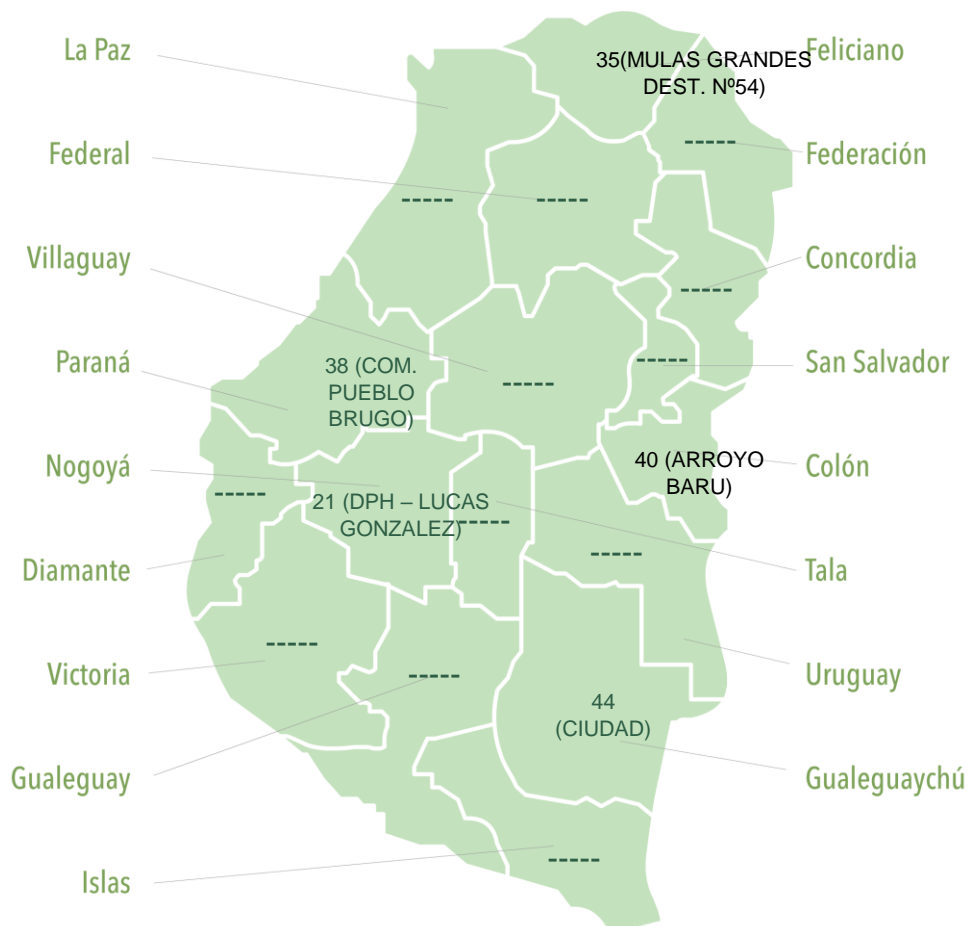 La Paz
35(MULAS GRANDES
DEST. Nº54)
Feliciano
Federal
-----
Federación
-----
-----
Villaguay
Concordia
-----
Paraná
38 (COM.
PUEBLO
BRUGO)
-----
-----
San Salvador
Nogoyá
40 (ARROYO
BARU)
Colón
-----
21 (DPH – LUCAS
GONZALEZ)
-----
Diamante
-----
Tala
Victoria
-----
-----
Uruguay
44
(CIUDAD)
Gualeguay
Gualeguaychú
Islas
-----